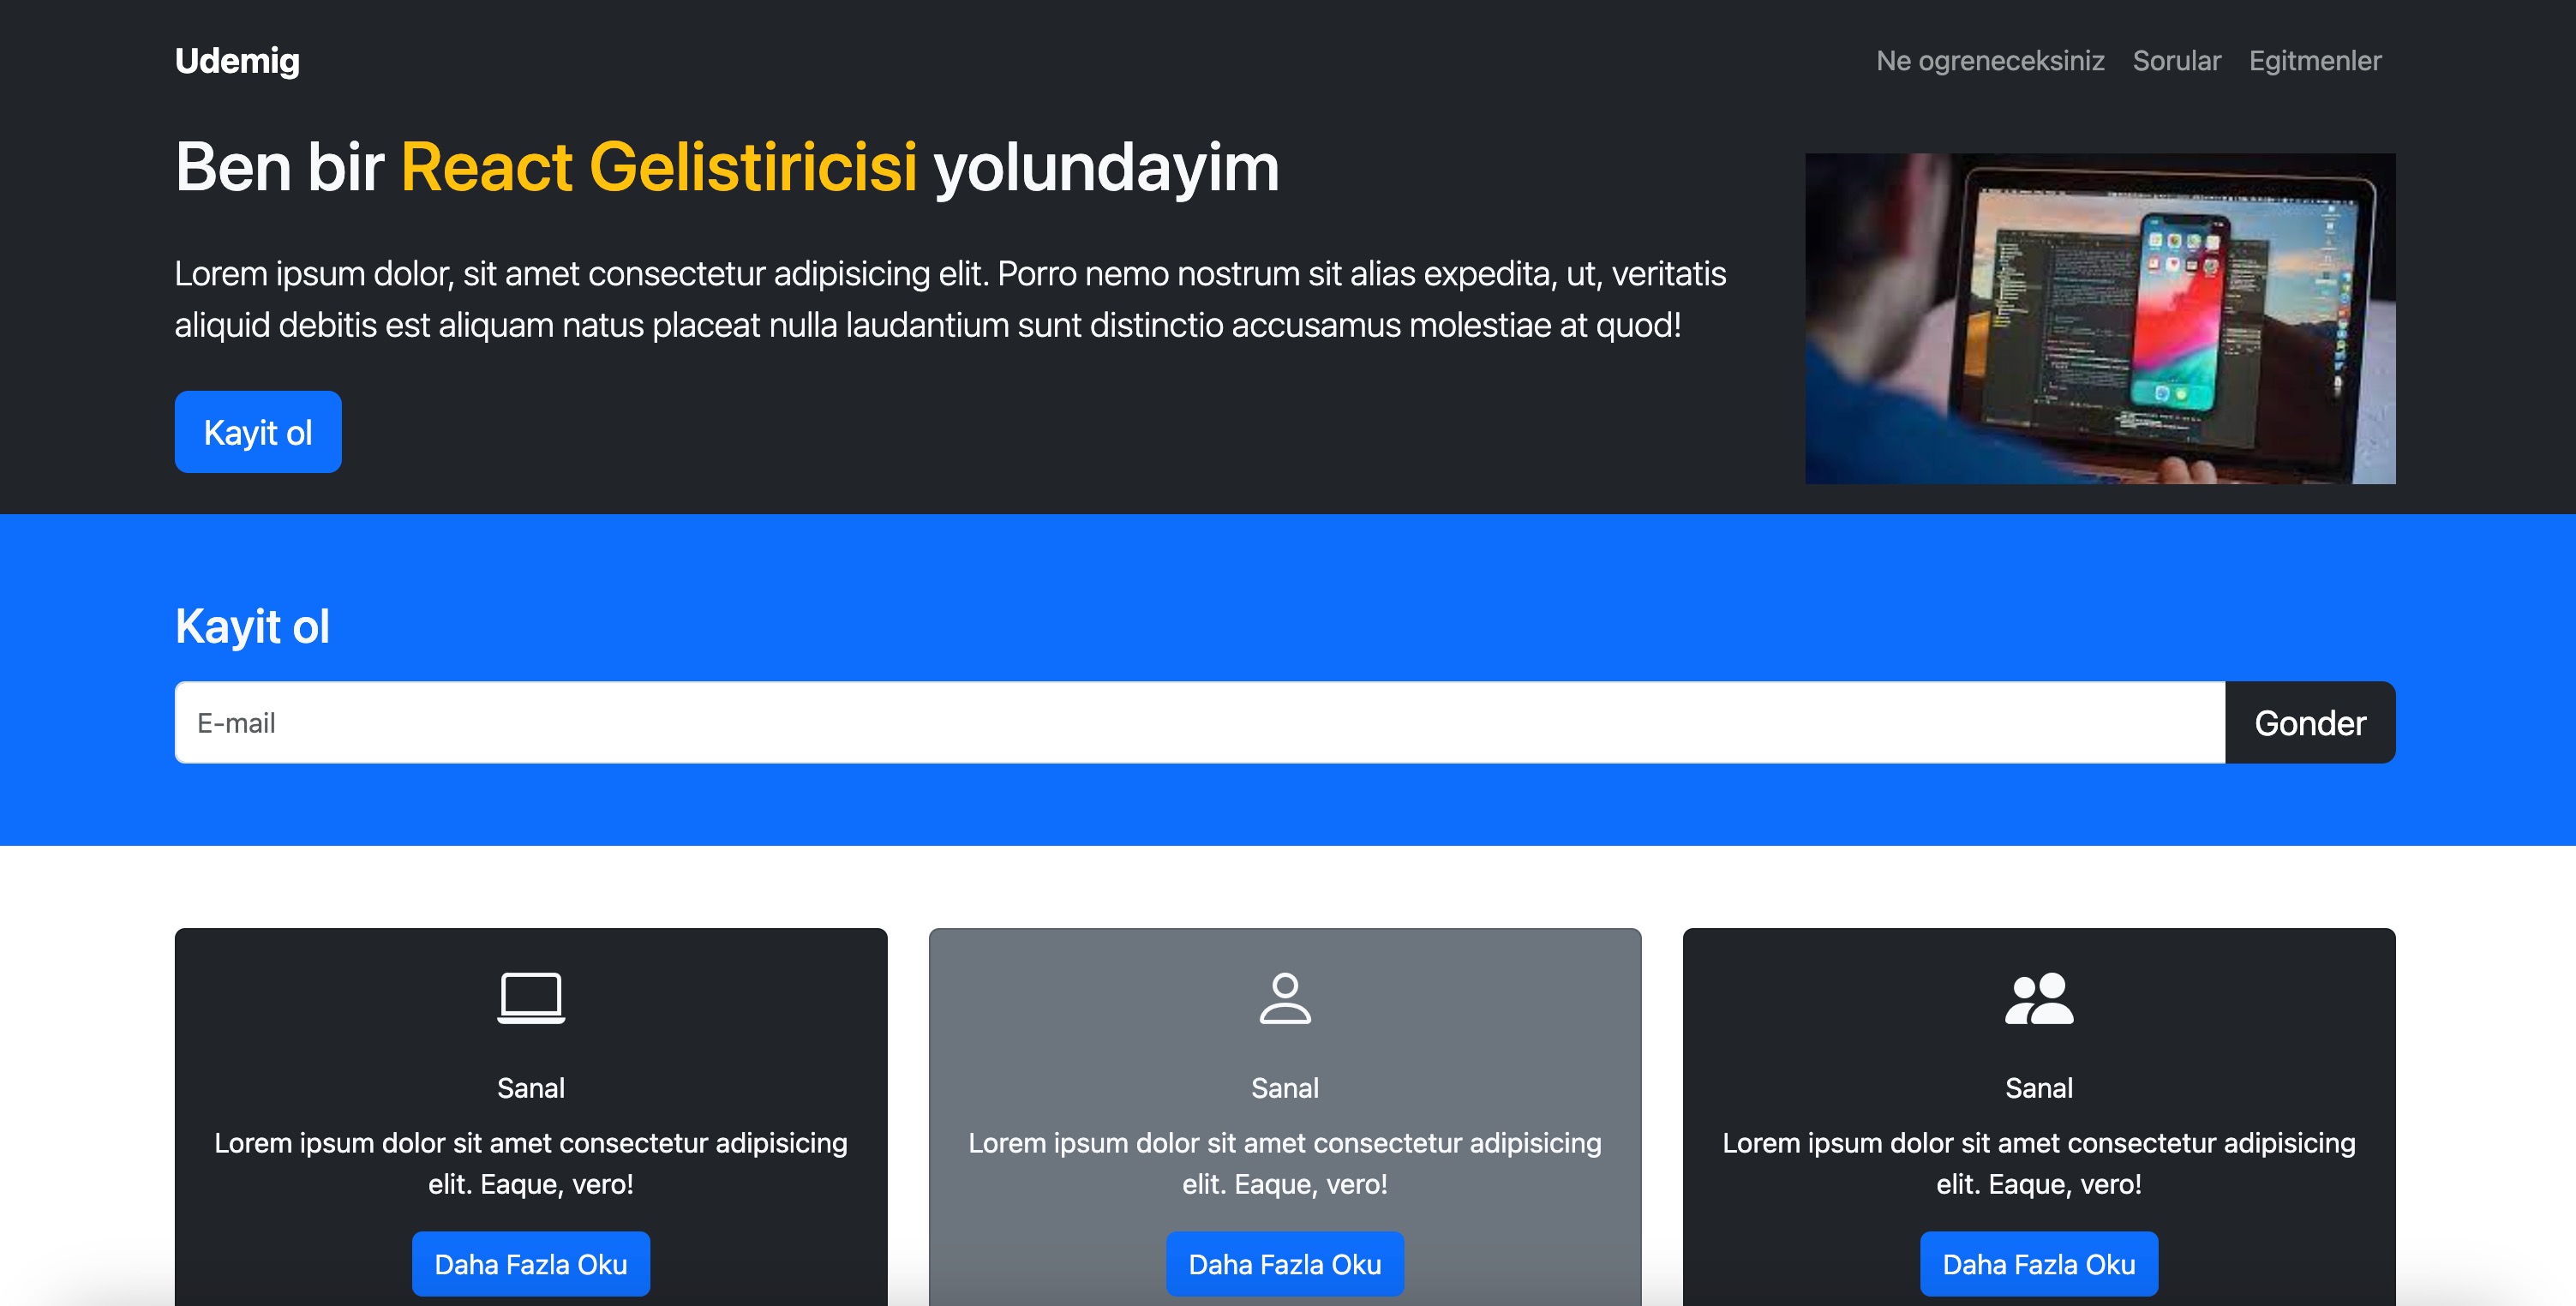 Udemig
Ne ogreneceksiniz Sorular Egitmenler
Ben bir React Gelistiricisi yolundayim
Lorem ipsum dolor, sit amet consectetur adipisicing elit. Porro nemo nostrum sit alias expedita, ut, veritatis
aliquid debitis est aliquam natus placeat nulla laudantium sunt distinctio accusamus molestiae at quod!
Kayit ol
Kayit ol
E-mail
Gonder
Sanal
Lorem ipsum dolor sit amet consectetur adipisicing
elit. Eaque, vero!
Daha Fazla Oku
Sanal
Lorem ipsum dolor sit amet consectetur adipisicing
elit. Eaque, vero!
Daha Fazla Oku
Sanal
Lorem ipsum dolor sit amet consectetur adipisicing
elit. Eaque, vero!
Daha Fazla Oku